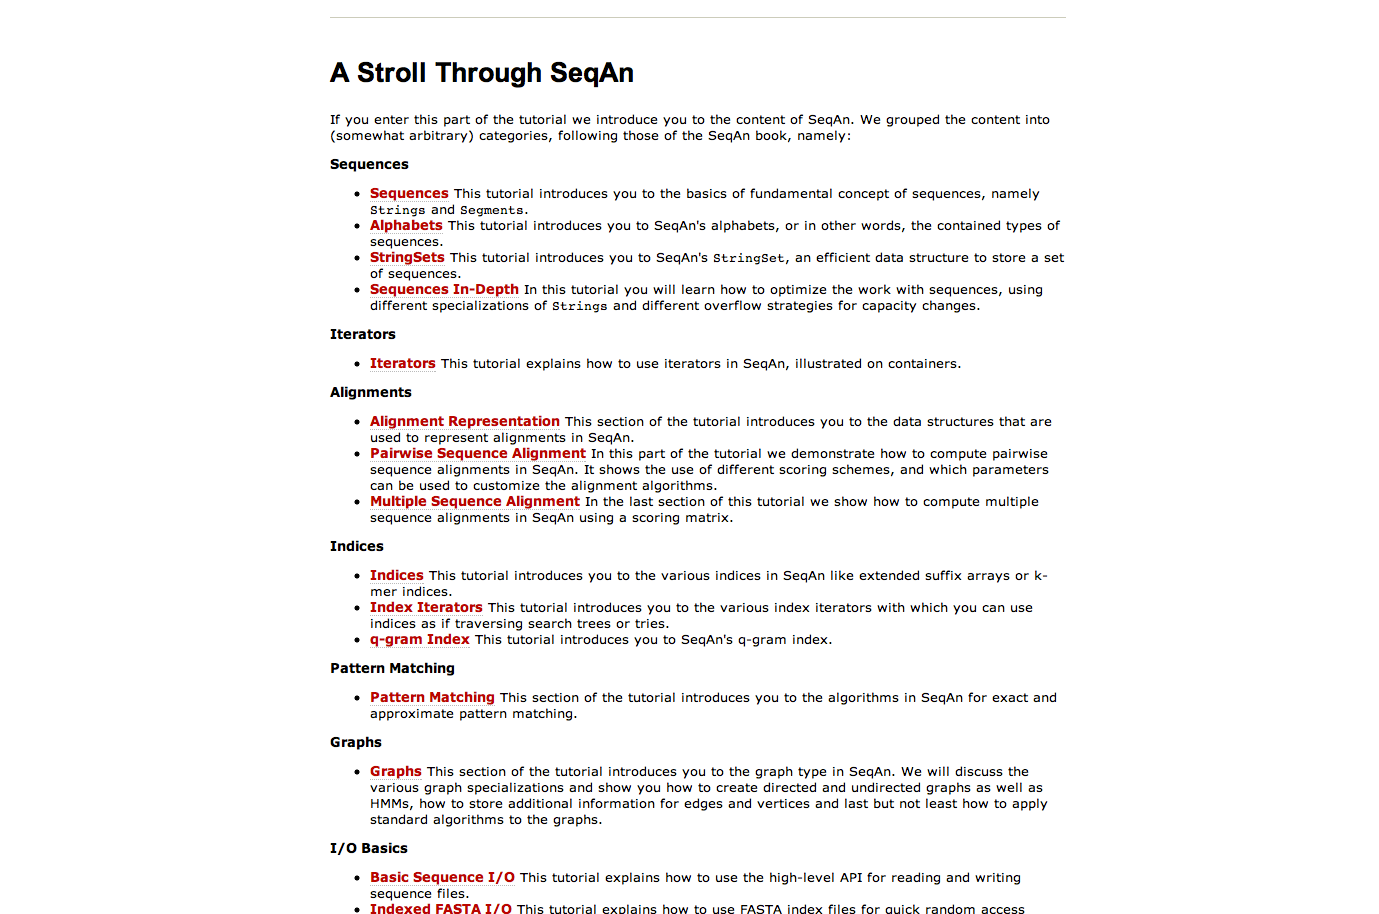 A Stroll Through SeqAn
If you enter this part of the tutorial we introduce you to the content of SeqAn. We grouped the content into
(somewhat arbitrary) categories, following those of the SeqAn book, namely:
Sequences
Sequences This tutorial introduces you to the basics of fundamental concept of sequences, namely
Strings and Segments.
Alphabets This tutorial introduces you to SeqAn's alphabets, or in other words, the contained types of
sequences.
StringSets This tutorial introduces you to SeqAn's StringSet, an efficient data structure to store a set
of sequences.
Sequences In-Depth In this tutorial you will learn how to optimize the work with sequences, using
different specializations of Strings and different overflow strategies for capacity changes.
Iterators
Iterators This tutorial explains how to use iterators in SeqAn, illustrated on containers.
Alignments
Alignment Representation This section of the tutorial introduces you to the data structures that are
used to represent alignments in SeqAn.
Pairwise Sequence Alignment In this part of the tutorial we demonstrate how to compute pairwise
sequence alignments in SeqAn. It shows the use of different scoring schemes, and which parameters
can be used to customize the alignment algorithms.
Multiple Sequence Alignment In the last section of this tutorial we show how to compute multiple
sequence alignments in SeqAn using a scoring matrix.
Indices
Indices This tutorial introduces you to the various indices in SeqAn like extended suffix arrays or k-
mer indices.
Index Iterators This tutorial introduces you to the various index iterators with which you can use
indices as if traversing search trees or tries.
q-gram Index This tutorial introduces you to SeqAn's q-gram index.
Pattern Matching
Pattern Matching This section of the tutorial introduces you to the algorithms in SeqAn for exact and
approximate pattern matching.
Graphs
Graphs This section of the tutorial introduces you to the graph type in SeqAn. We will discuss the
various graph specializations and show you how to create directed and undirected graphs as well as
HMMs, how to store additional information for edges and vertices and last but not least how to apply
standard algorithms to the graphs.
I/O Basics
Basic Sequence I/O This tutorial explains how to use the high-level API for reading and writing
sequence files.
Indexed FASTA I/O This tutorial explains how to use FASTA index files for quick random access